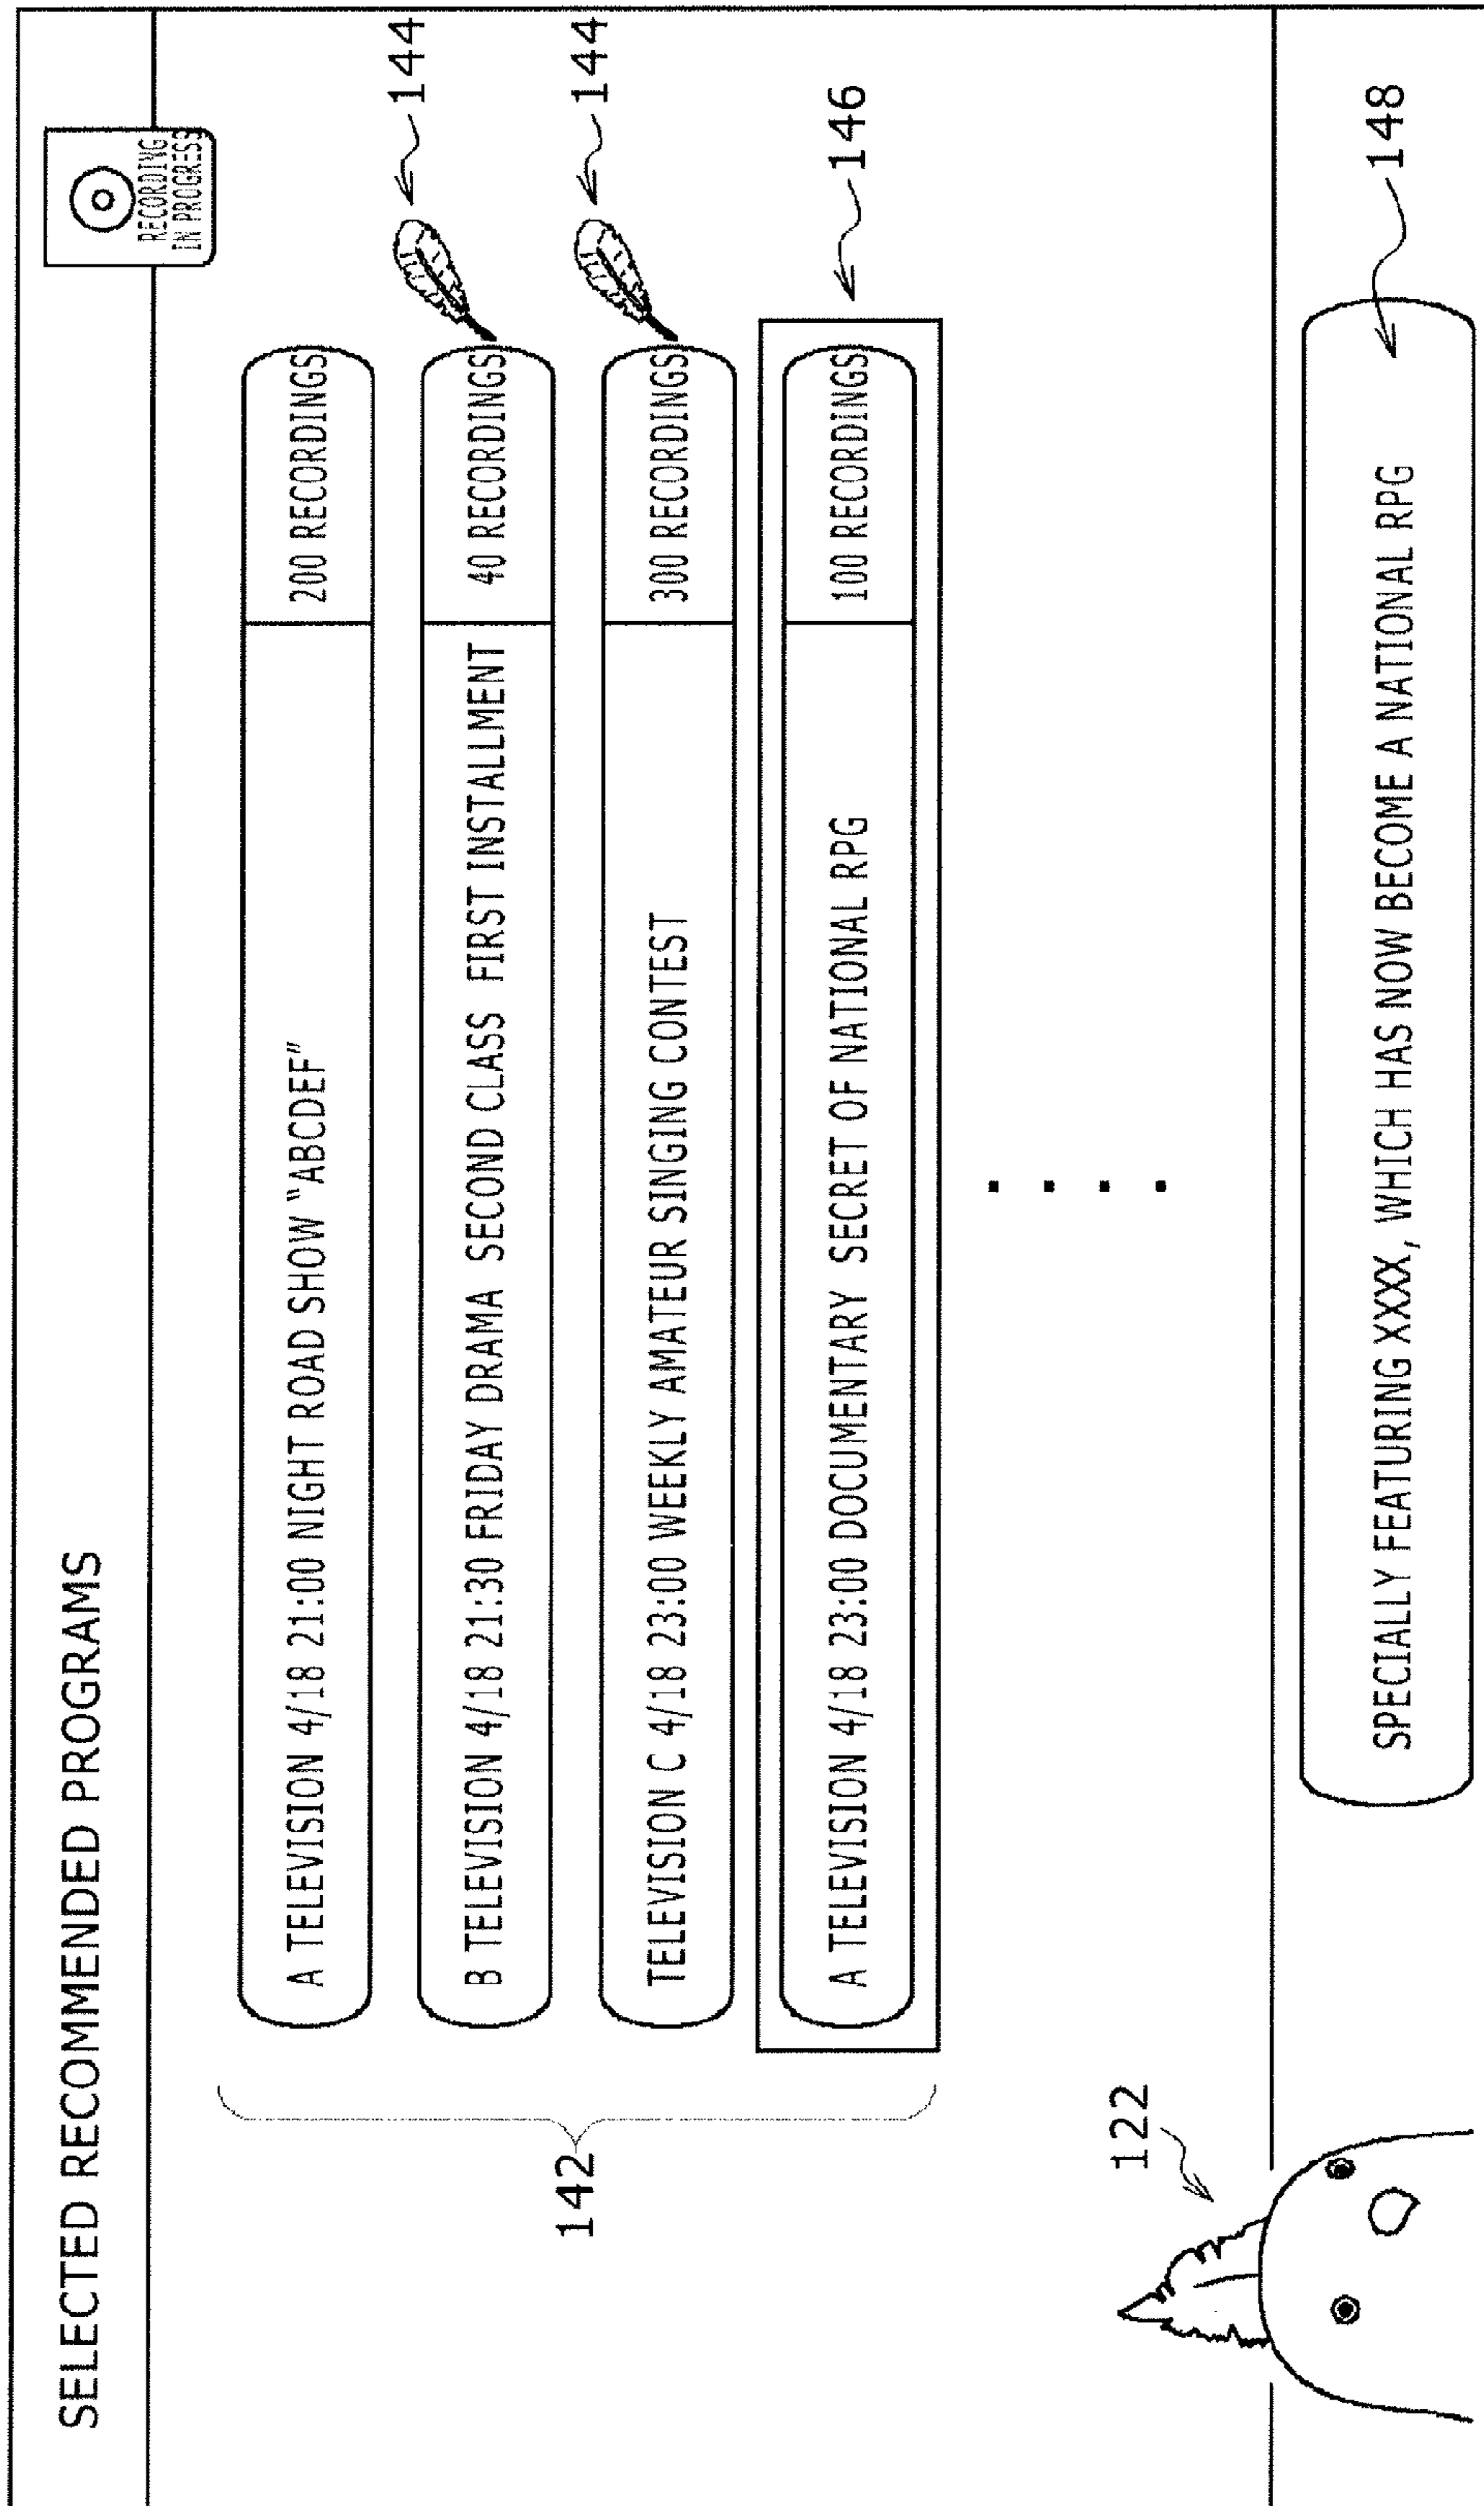 SELECTED RECOMMENDED PROGRAMS
RECORDING
IN PROGRESS
A TELEVISION 4/18 21:00 NIGHT ROAD SHOW "ABCDEF" 200 RECORDINGS
144
B TELEVISION 4/18 21:30 FRIDAY DRAMA SECOND CLASS FIRST INSTALLMENT 40 RECORDINGS
144
142
TELEVISION C 4/18 23:00 WEEKLY AMATEUR SINGING CONTEST 300 RECORDINGS
A TELEVISION 4/18 23:00 DOCUMENTARY SECRET OF NATIONAL RPG 100 RECORDINGS
146
122
SPECIALLY FEATURING XXXX, WHICH HAS NOW BECOME A NATIONAL RPG
148